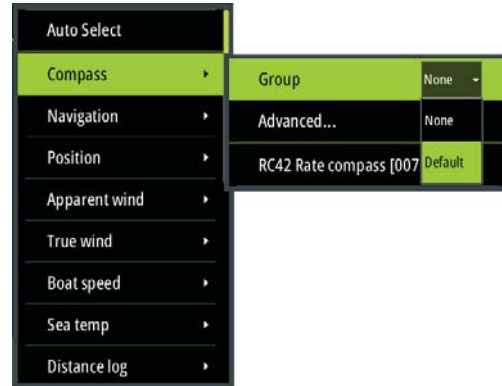 Auto Select
Compass
Navigation
Position
Apparent wind
True wind
Boat speed
Sea temp
Distance log
Group None
Advanced... None
RC42 Rate compass [007 Default